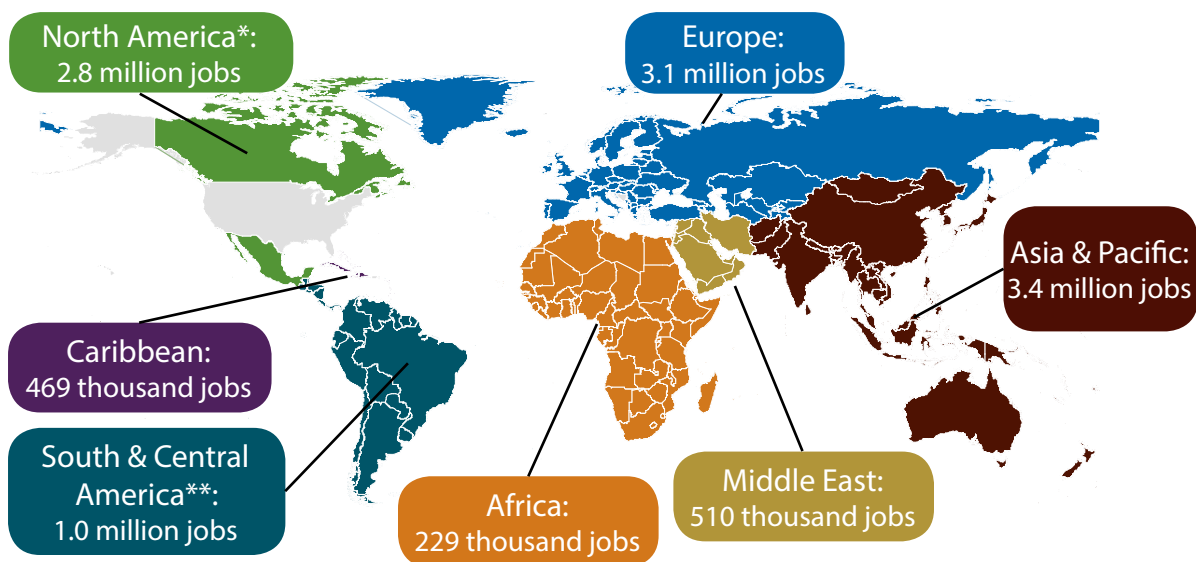 North America*:
2.8 million jobs
Europe:
3.1 million jobs
Asia & Pacific:
3.4 million jobs
Caribbean:
469 thousand jobs
South & Central
America**:
1.0 million jobs
Africa:
229 thousand jobs
Middle East:
510 thousand jobs